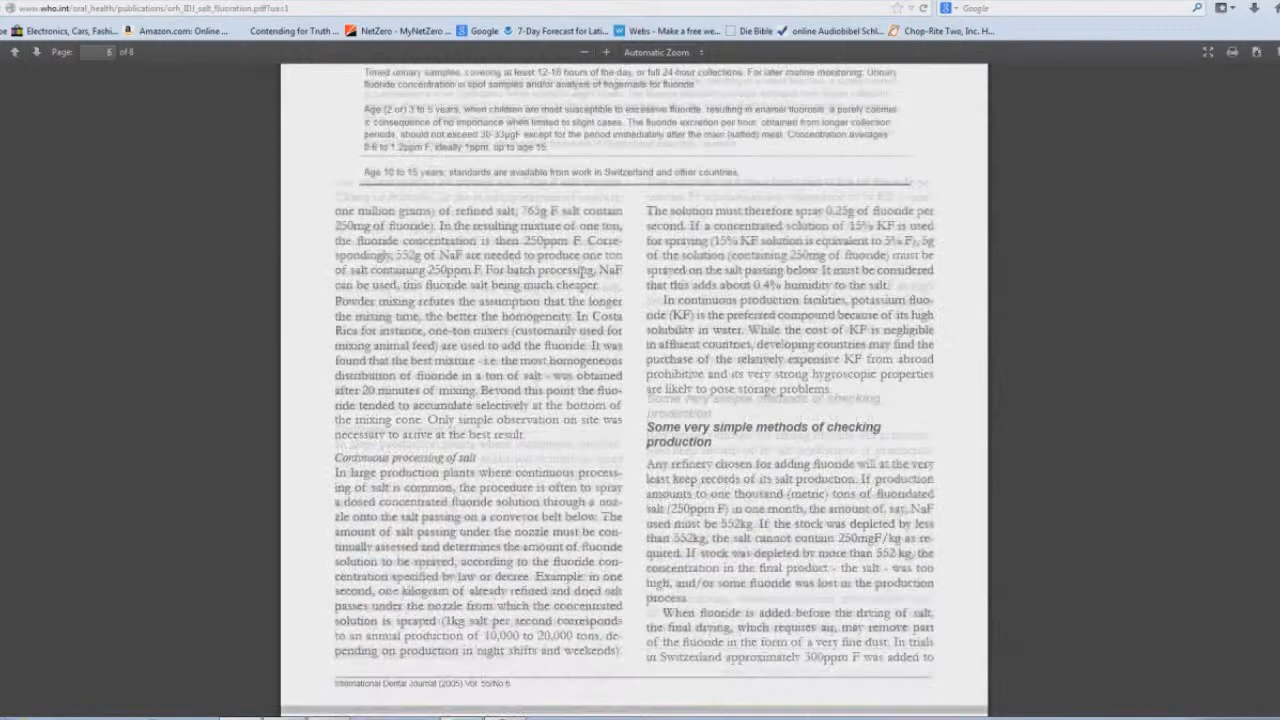 www.who.int/oral_health/publications/orh_IDJ_salt_fluoration.pdf?ua=1
Google
Electronics, Cars, Fashi...
Amazon.com: Online ...
Contending for Truth ...
NetZero - MyNetZero ...
Google
7-Day Forecast for Lati...
Webs - Make a free we...
Die Bible
online Audiobibel Schl...
Chop-Rite Two, Inc. H...
Page: 6 of 8
Automatic Zoom
Timed urinary samples, covering at least 12-16 hours of the day, or full 24-hour collections. For later routine monitoring: Urinary
fluoride concentration in spot samples and/or analysis of fingernails for fluoride
Age (2 or) 3 to 5 years, when children are most susceptible to excessive fluoride, resulting in enamel fluorosis, a purely cosmetic
consequence of no importance when limited to slight cases. The fluoride excretion per hour, obtained from longer collection
periods, should not exceed 30-33µgF except for the period immediately after the main (salted) meal. Concentration averages
0.6 to 1.2ppm F, ideally 1ppm, up to age 15.
Age 10 to 15 years: standards are available from work in Switzerland and other countries.
one million grams) of refined salt; 765g F salt contain
250mg of fluoride). In the resulting mixture of one ton,
the fluoride concentration is then 250ppm F. Corre-
spondingly, 552g of NaF are needed to produce one ton
of salt containing 250ppm F. For batch processing, NaF
can be used, this fluoride salt being much cheaper.
Powder mixing refutes the assumption that the longer
the mixing time, the better the homogeneity. In Costa
Rica for instance, one-ton mixers (customarily used for
mixing animal feed) are used to add the fluoride. It was
found that the best mixture - i.e. the most homogeneous
distribution of fluoride in a ton of salt - was obtained
after 20 minutes of mixing. Beyond this point the fluo-
ride tended to accumulate selectively at the bottom of
the mixing cone. Only simple observation on site was
necessary to arrive at the best result.
Continuous processing of salt
In large production plants where continuous process-
ing of salt is common, the procedure is often to spray
a dosed concentrated fluoride solution through a noz-
zle onto the salt passing on a conveyor belt below. The
amount of salt passing under the nozzle must be con-
tinually assessed and determines the amount of fluoride
solution to be sprayed, according to the fluoride con-
centration specified by law or decree. Example: in one
second, one kilogram of already refined and dried salt
passes under the nozzle from which the concentrated
solution is sprayed (1kg salt per second corresponds
to an annual production of 10,000 to 20,000 tons, de-
pending on production in night shifts and weekends).
The solution must therefore spray 0.25g of fluoride per
second. If a concentrated solution of 15% KF is used
for spraying (15% KF solution is equivalent to 5% F), 5g
of the solution (containing 250mg of fluoride) must be
sprayed on the salt passing below. It must be considered
that this adds about 0.4% humidity to the salt.
In continuous production facilities, potassium fluo-
ride (KF) is the preferred compound because of its high
solubility in water. While the cost of KF is negligible
in affluent countries, developing countries may find the
purchase of the relatively expensive KF from abroad
prohibitive and its very strong hygroscopic properties
are likely to pose storage problems.
Some very simple methods of checking
production
Any refinery chosen for adding fluoride will at the very
least keep records of its salt production. If production
amounts to one thousand (metric) tons of fluoridated
salt (250ppm F) in one month, the amount of, say, NaF
used must be 552kg. If the stock was depleted by less
than 552kg, the salt cannot contain 250mgF/kg as re-
quired. If stock was depleted by more than 552 kg, the
concentration in the final product - the salt - was too
high, and/or some fluoride was lost in the production
process.
When fluoride is added before the drying of salt,
the final drying, which requires air, may remove part
of the fluoride in the form of a very fine dust. In trials
in Switzerland approximately 300ppm F was added to
International Dental Journal (2005) Vol. 55/No.6